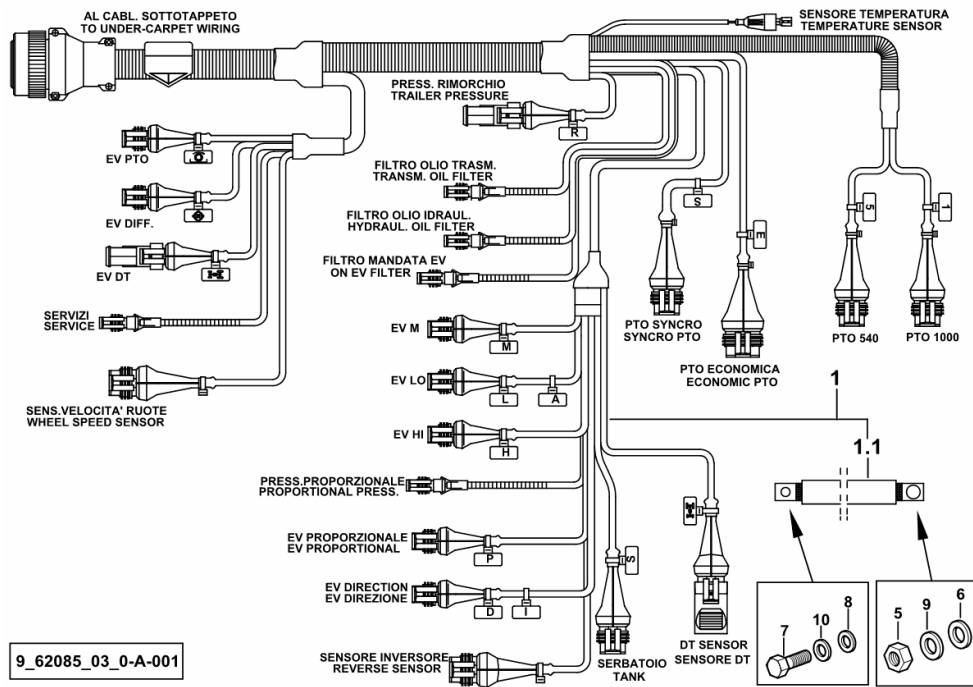 AL CABL. SOTTOTAPPETO
TO UNDER-CARPET WIRING
SENSORE TEMPERATURA
TEMPERATURE SENSOR
PRESS. RIMORCHIO
TRAILER PRESSURE
R
EV PTO
FILTRO OLIO TRASM.
TRANSM. OIL FILTER
S
E
5
1
EV DIFF.
FILTRO OLIO IDRAUL.
HYDRAUL. OIL FILTER
EV DT
FILTRO MANDATA EV
ON EV FILTER
SERVIZI
SERVICE
EV M
M
PTO SYNCRO
SYNCRO PTO
PTO 540
PTO 1000
PTO ECONOMICA
ECONOMIC PTO
EV LO
L
A
1
SENS.VELOCITA' RUOTE
WHEEL SPEED SENSOR
EV HI
H
1.1
PRESS.PROPORZIONALE
PROPORTIONAL PRESS.
EV PROPORZIONALE
EV PROPORTIONAL
P
S
EV DIRECTION
EV DIREZIONE
D
I
7
10
8
5
9
6
DT SENSOR
SENSORE DT
SENSORE INVERSORE
REVERSE SENSOR
SERBATOIO
TANK
9_62085_03_0-A-001